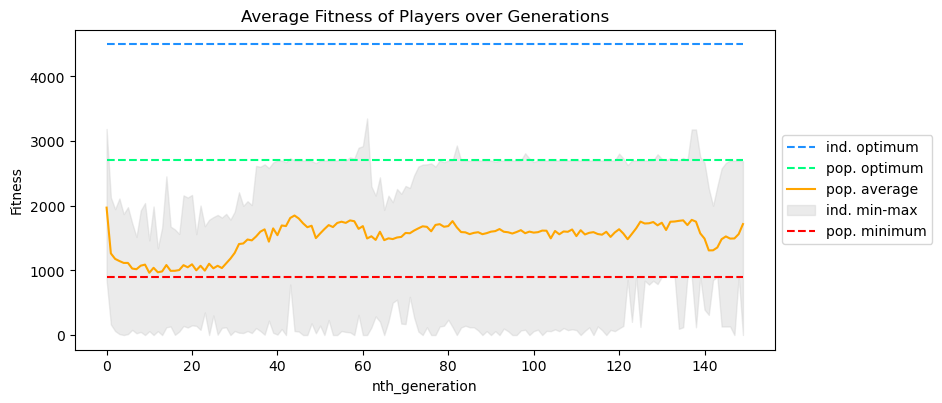 Average Fitness of Players over Generations
Fitness
4000
3000
2000
1000
0
0 20 40 60 80 100 120 140
nth_generation
ind. optimum
pop. optimum
pop. average
ind. min-max
pop. minimum